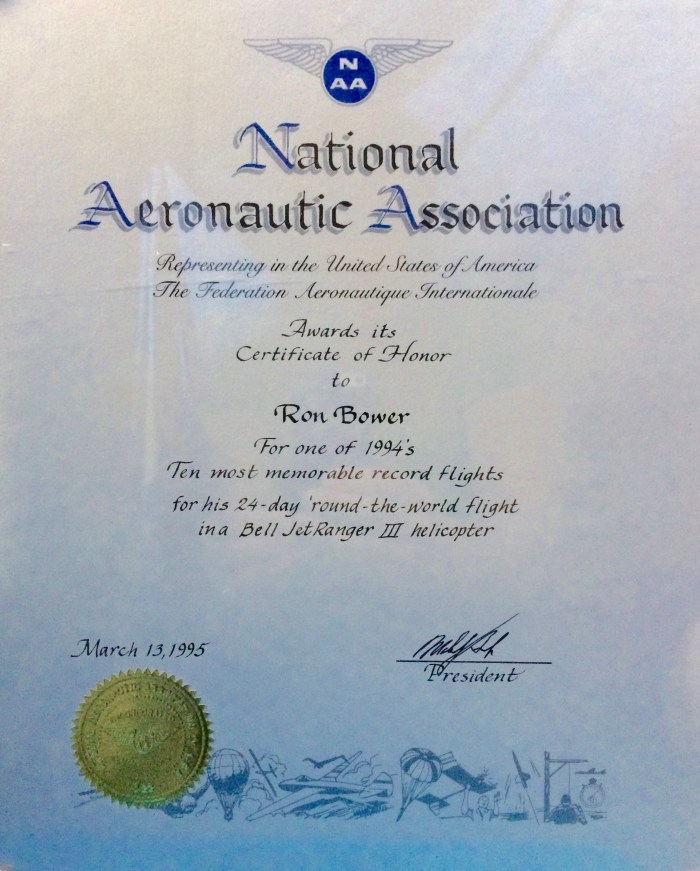 N
AA
National
Aeronautic Association
Representing in the United States of America
The Federation Aeronautique Internationale
Awards its
Certificate of Honor
to
Ron Bower
For one of 1994's
Ten most memorable record flights
for his 24-day 'round-the-world flight
in a Bell JetRanger III helicopter
March 13, 1995
President